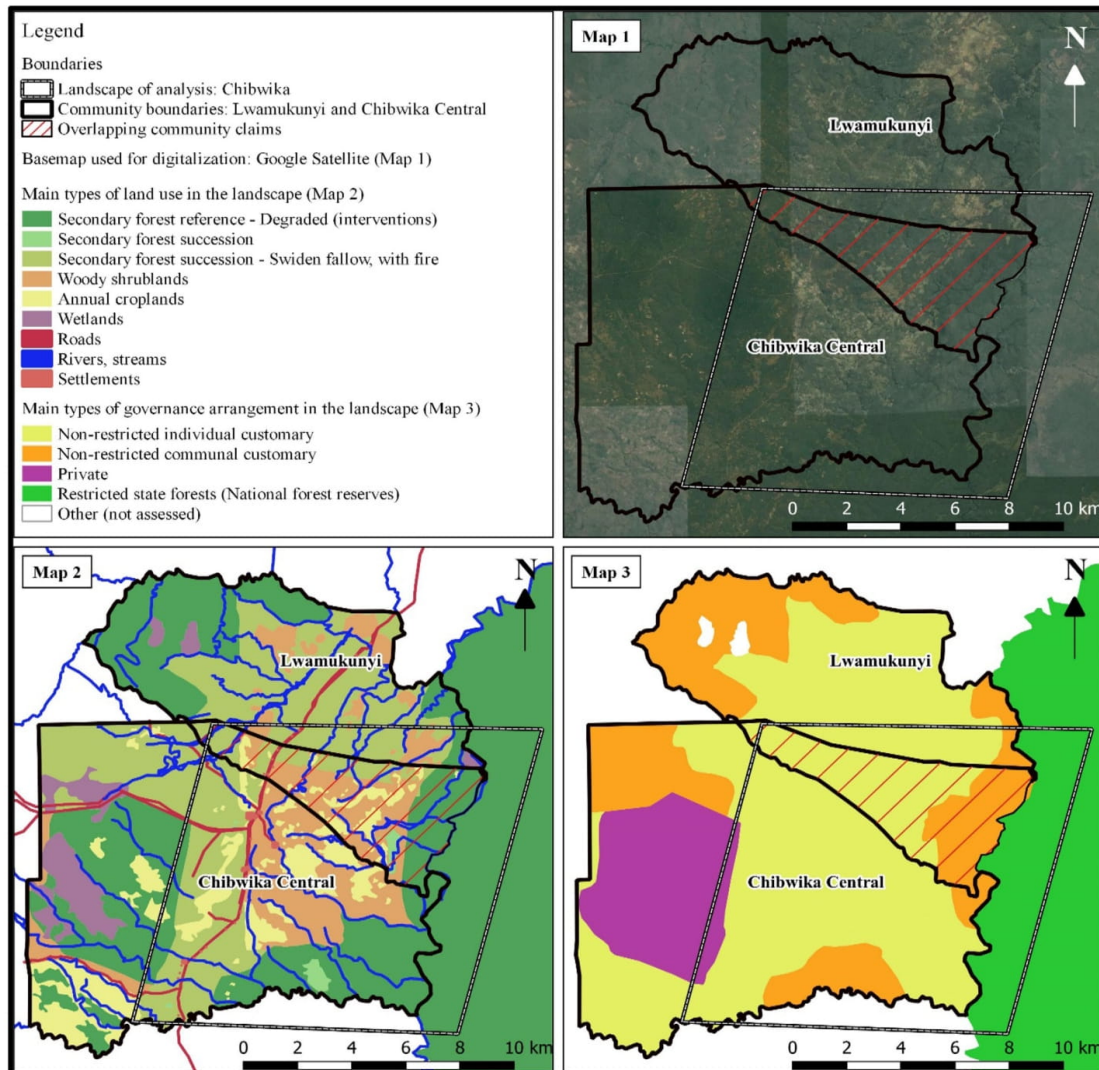 Legend
Boundaries
Landscape of analysis: Chibwika
Community boundaries: Lwamukunyi and Chibwika Central
Overlapping community claims
Basemap used for digitalization: Google Satellite (Map 1)
Main types of land use in the landscape (Map 2)
Secondary forest reference - Degraded (interventions)
Secondary forest succession
Secondary forest succession - Swiden fallow, with fire
Woody shrublands
Annual croplands
Wetlands
Roads
Rivers, streams
Settlements
Main types of governance arrangement in the landscape (Map 3)
Non-restricted individual customary
Non-restricted communal customary
Private
Restricted state forests (National forest reserves)
Other (not assessed)
Map 1
N
Lwamukunyi
Chibwika Central
0 2 4 6 8 10 km
Map 2
N
Lwamukunyi
Chibwika Central
0 2 4 6 8 10 km
Map 3
N
Lwamukunyi
Chibwika Central
0 2 4 6 8 10 km